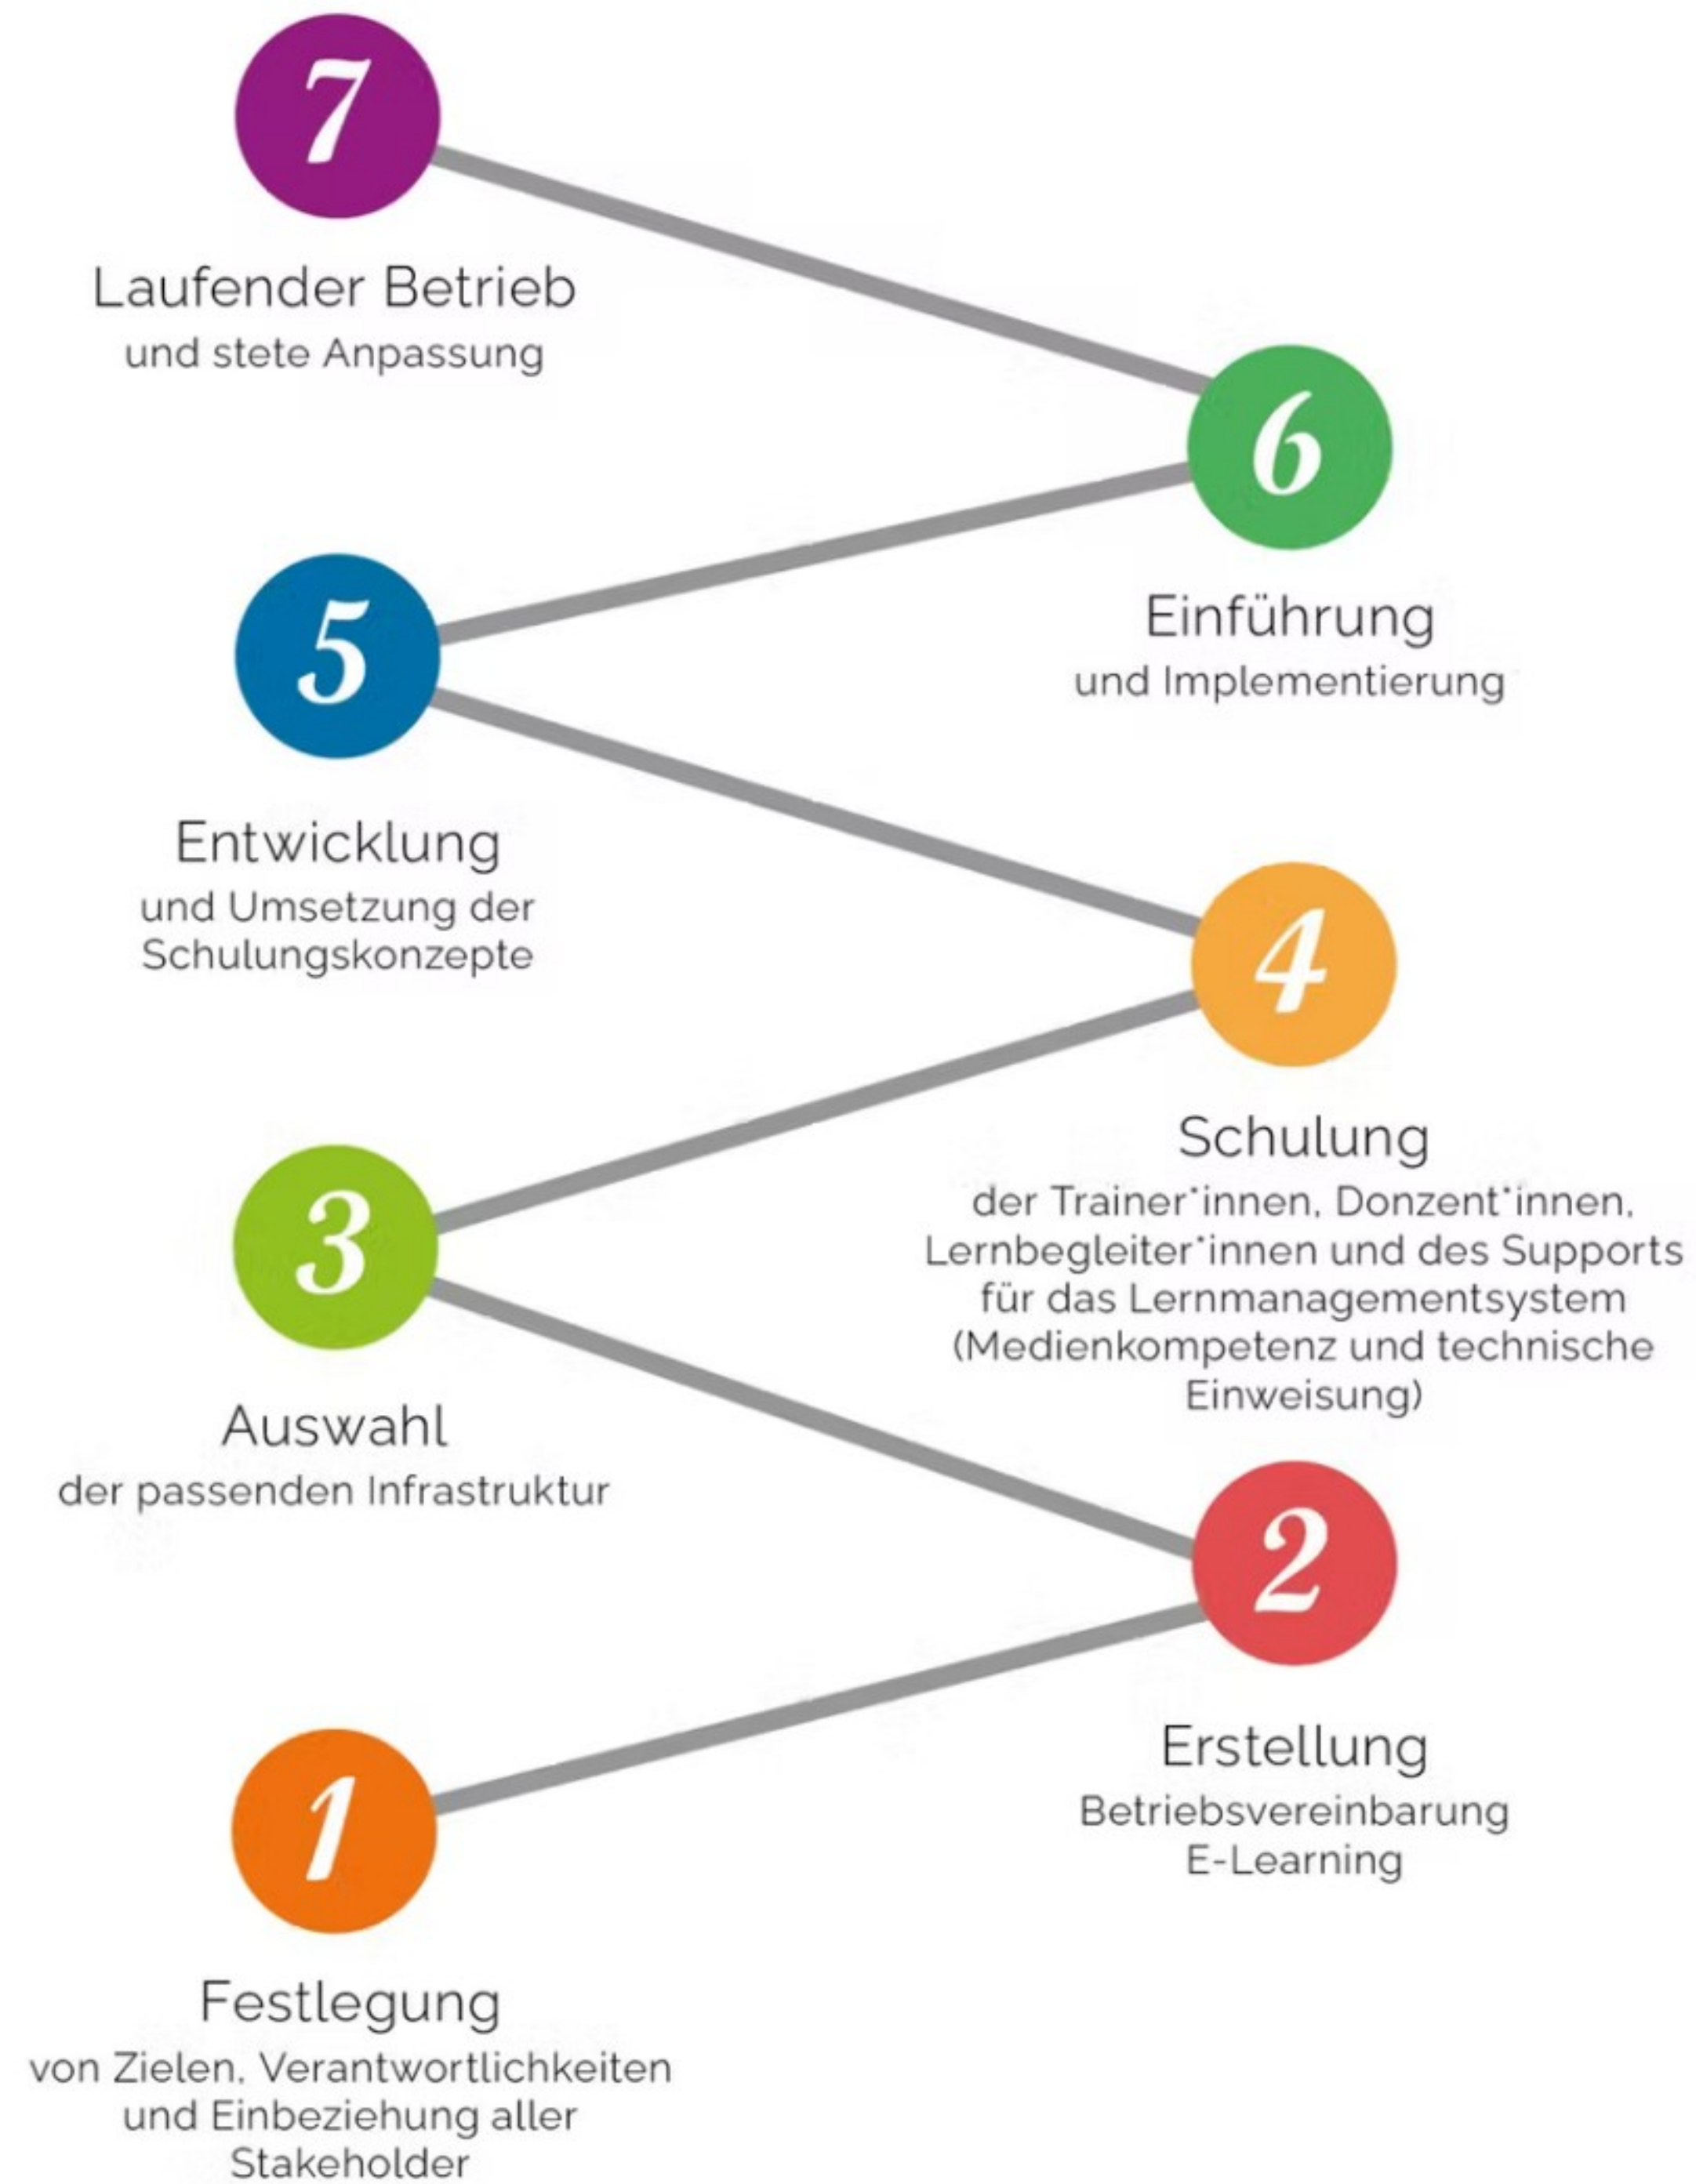 7
Laufender Betrieb
und stete Anpassung
6
Einführung
und Implementierung
5
Entwicklung
und Umsetzung der
Schulungskonzepte
4
Schulung
der Trainer*innen, Donzent*innen,
Lernbegleiter*innen und des Supports
für das Lernmanagementsystem
(Medienkompetenz und technische
Einweisung)
3
Auswahl
der passenden Infrastruktur
2
Erstellung
Betriebsvereinbarung
E-Learning
1
Festlegung
von Zielen, Verantwortlichkeiten
und Einbeziehung aller
Stakeholder